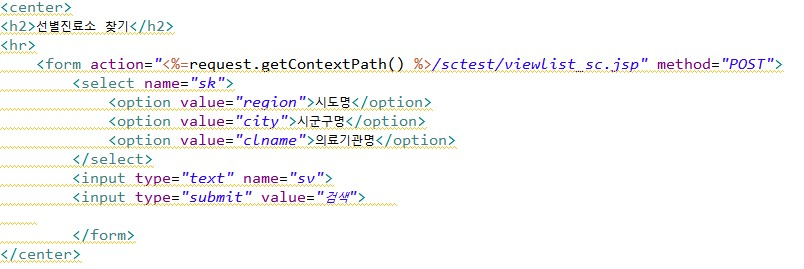 <center>
<h2>선별진료소 찾기</h2>
<hr>
<form action="<%=request.getContextPath() %>/sctest/viewlist_sc.jsp" method="POST">
<select name="sk">
<option value="region">시도명</option>
<option value="city">시군구명</option>
<option value="clname">의료기관명</option>
</select>
<input type="text" name="sv">
<input type="submit" value="검색">
</form>
</center>